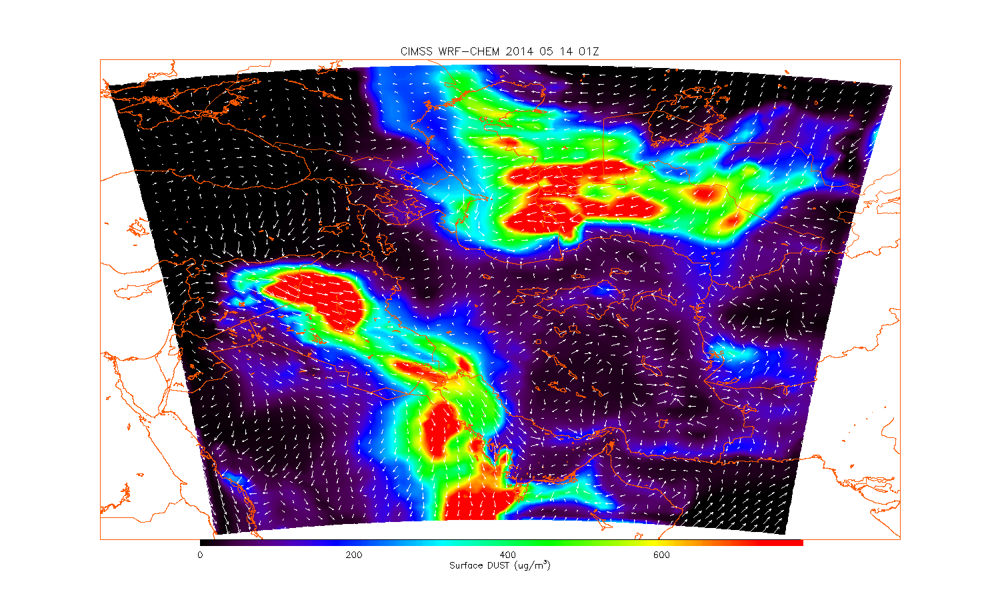 CIMSS WRF-CHEM 2014 05 14 01Z
0 200 400 600
Surface DUST (ug/m³)